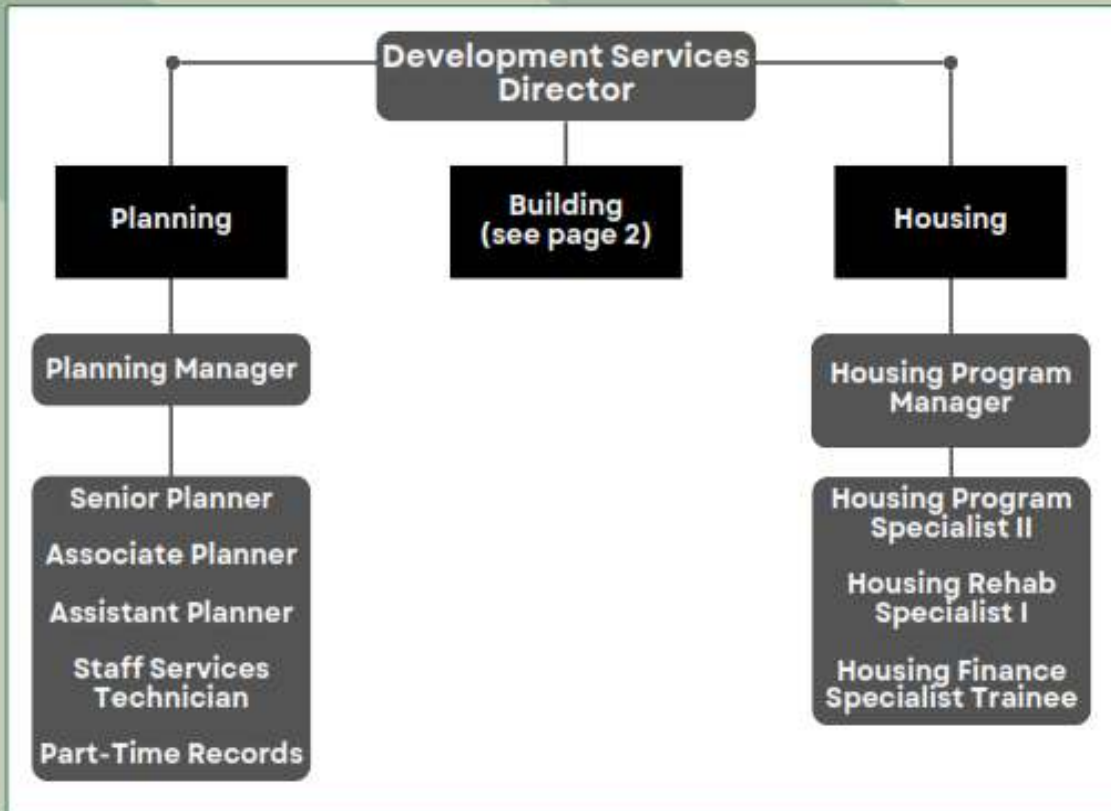 Development Services
Director
Planning
Building
(see page 2)
Housing
Planning Manager
Housing Program
Manager
Senior Planner
Associate Planner
Assistant Planner
Staff Services
Technician
Part-Time Records
Housing Program
Specialist II
Housing Rehab
Specialist I
Housing Finance
Specialist Trainee